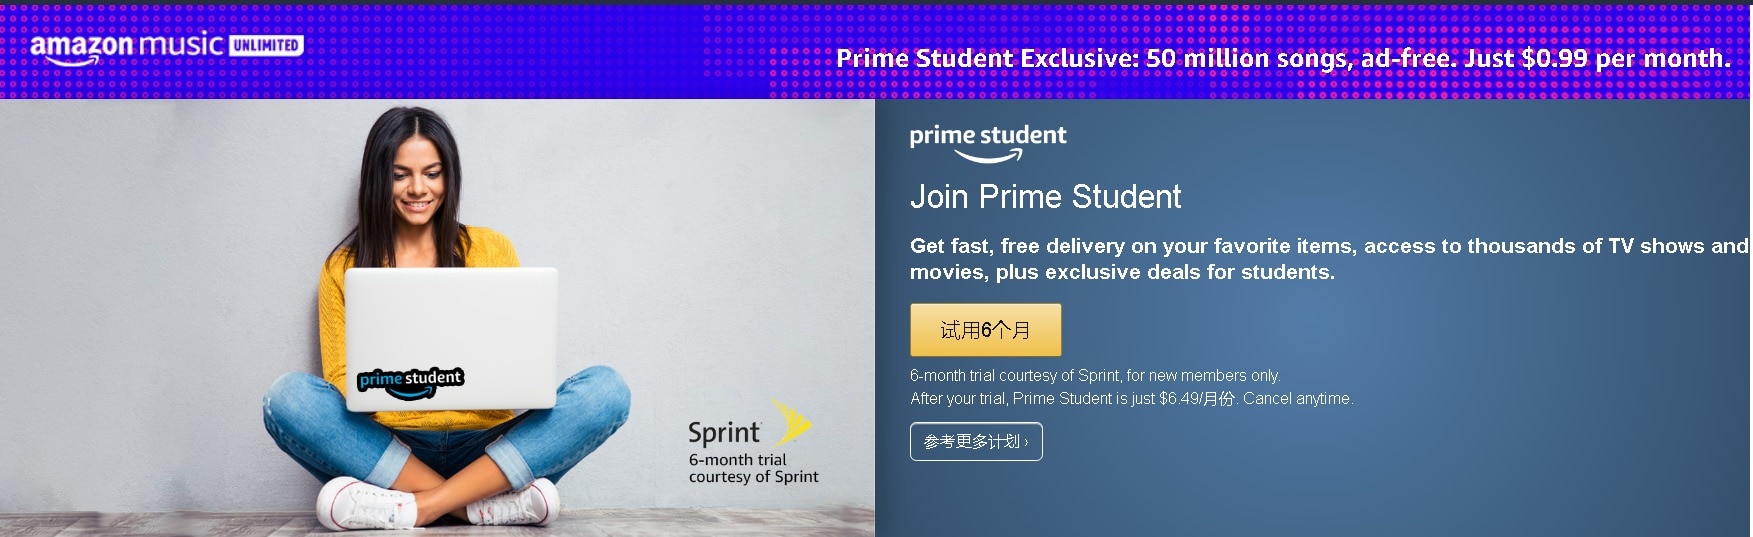 amazon music UNLIMITED
Prime Student Exclusive: 50 million songs, ad-free. Just $0.99 per month.
prime student
Sprint
6-month trial
courtesy of Sprint
prime student
Join Prime Student
Get fast, free delivery on your favorite items, access to thousands of TV shows and
movies, plus exclusive deals for students.
试用6个月
6-month trial courtesy of Sprint, for new members only.
After your trial, Prime Student is just $6.49/月份. Cancel anytime.
参考更多计划 ›